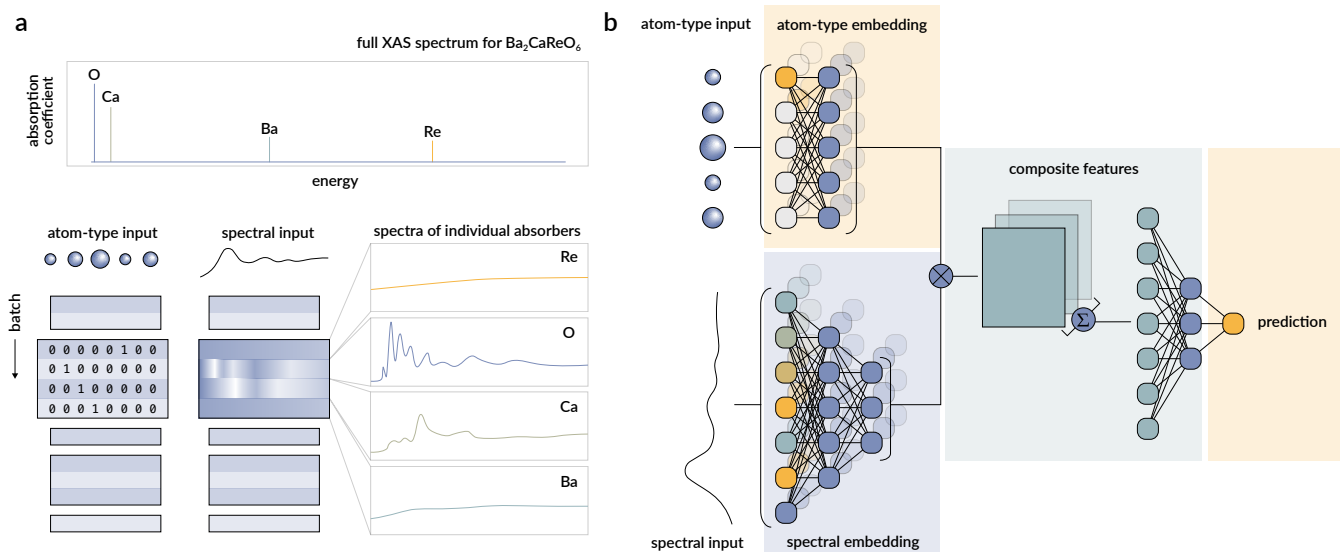 a
full XAS spectrum for Ba₂CaReO₆
absorption
coefficient
O
Ca
Ba
Re
energy
atom-type input
spectral input
spectra of individual absorbers
batch
0 0 0 0 0 1 0 0
0 1 0 0 0 0 0 0
0 0 1 0 0 0 0 0
0 0 0 1 0 0 0 0
Re
O
Ca
Ba
b
atom-type input
atom-type embedding
composite features
Σ
prediction
spectral input
spectral embedding